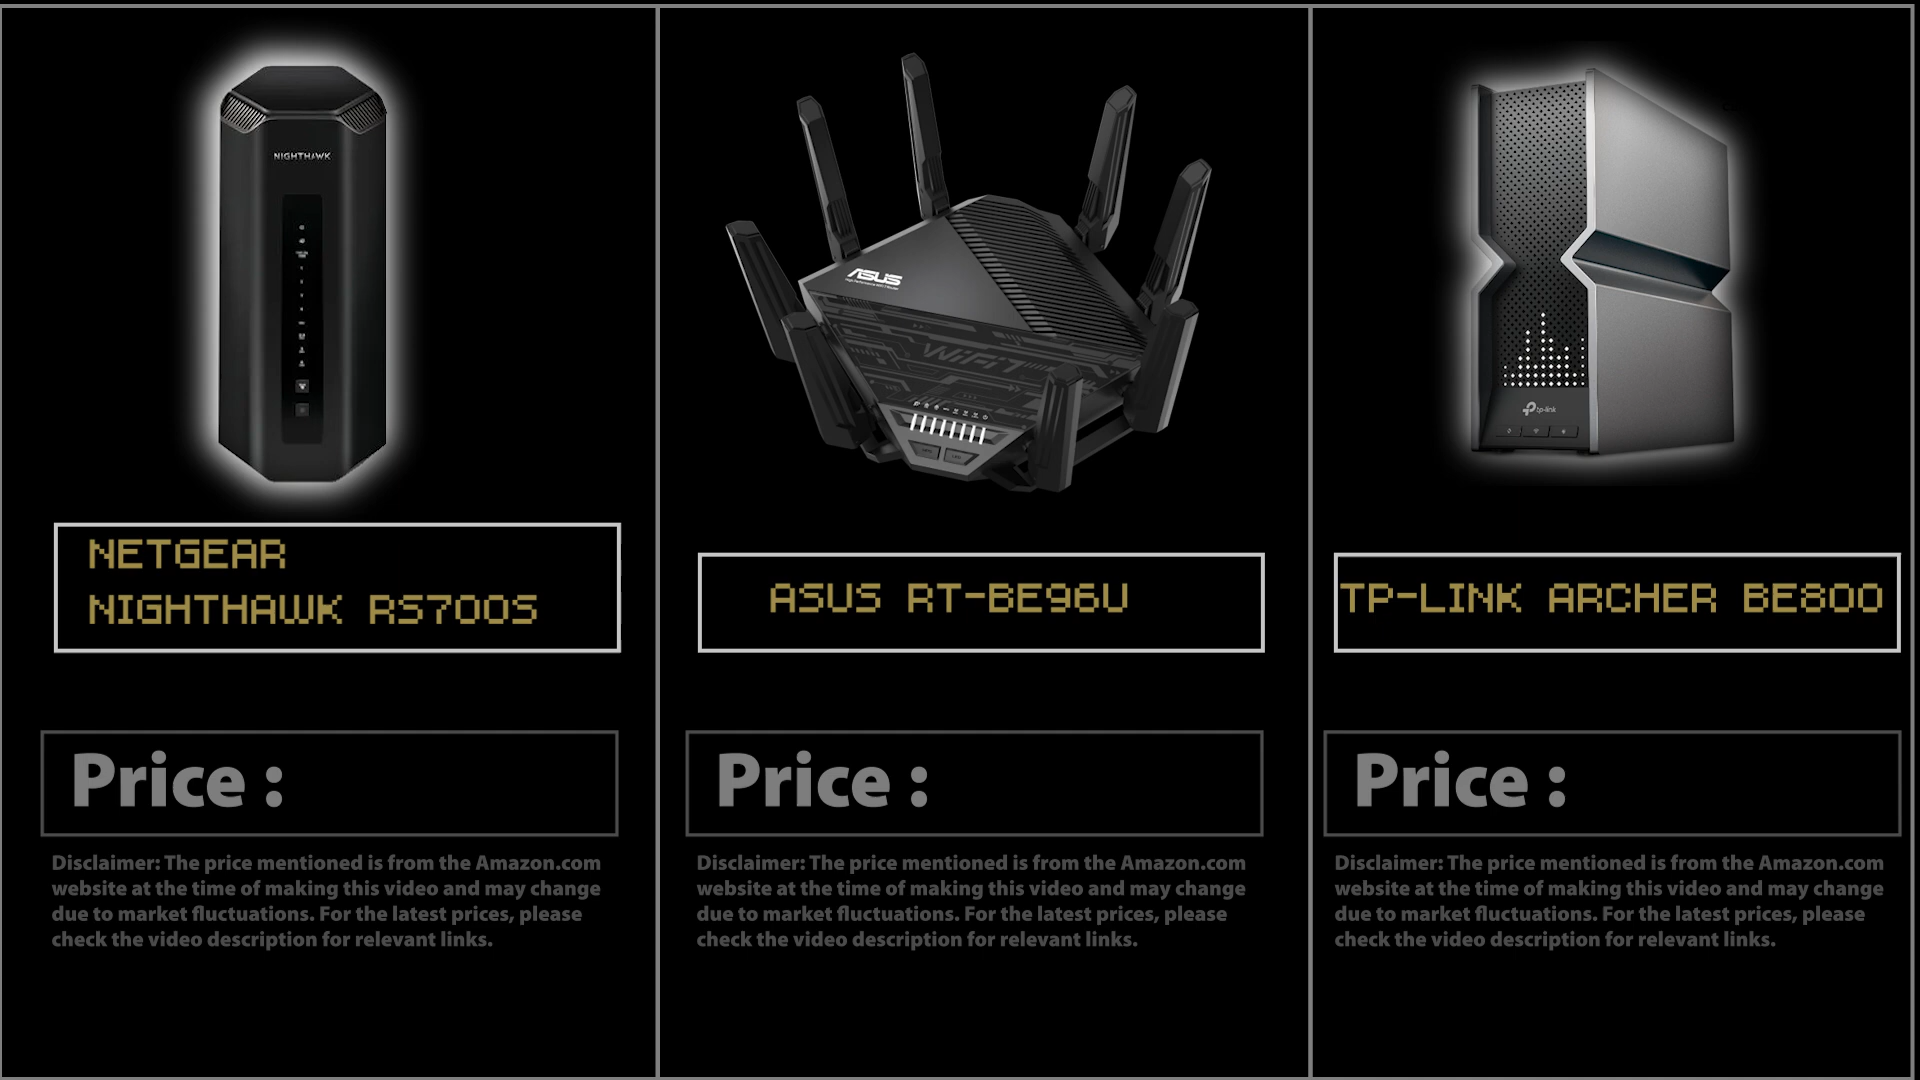 NIGHTHAWK
NETGEAR
NIGHTHAWK RS700S
Price :
Disclaimer: The price mentioned is from the Amazon.com
website at the time of making this video and may change
due to market fluctuations. For the latest prices, please
check the video description for relevant links.
ASUS
WiFi 7
ASUS RT-BE96U
Price :
Disclaimer: The price mentioned is from the Amazon.com
website at the time of making this video and may change
due to market fluctuations. For the latest prices, please
check the video description for relevant links.
tp-link
TP-LINK ARCHER BE800
Price :
Disclaimer: The price mentioned is from the Amazon.com
website at the time of making this video and may change
due to market fluctuations. For the latest prices, please
check the video description for relevant links.